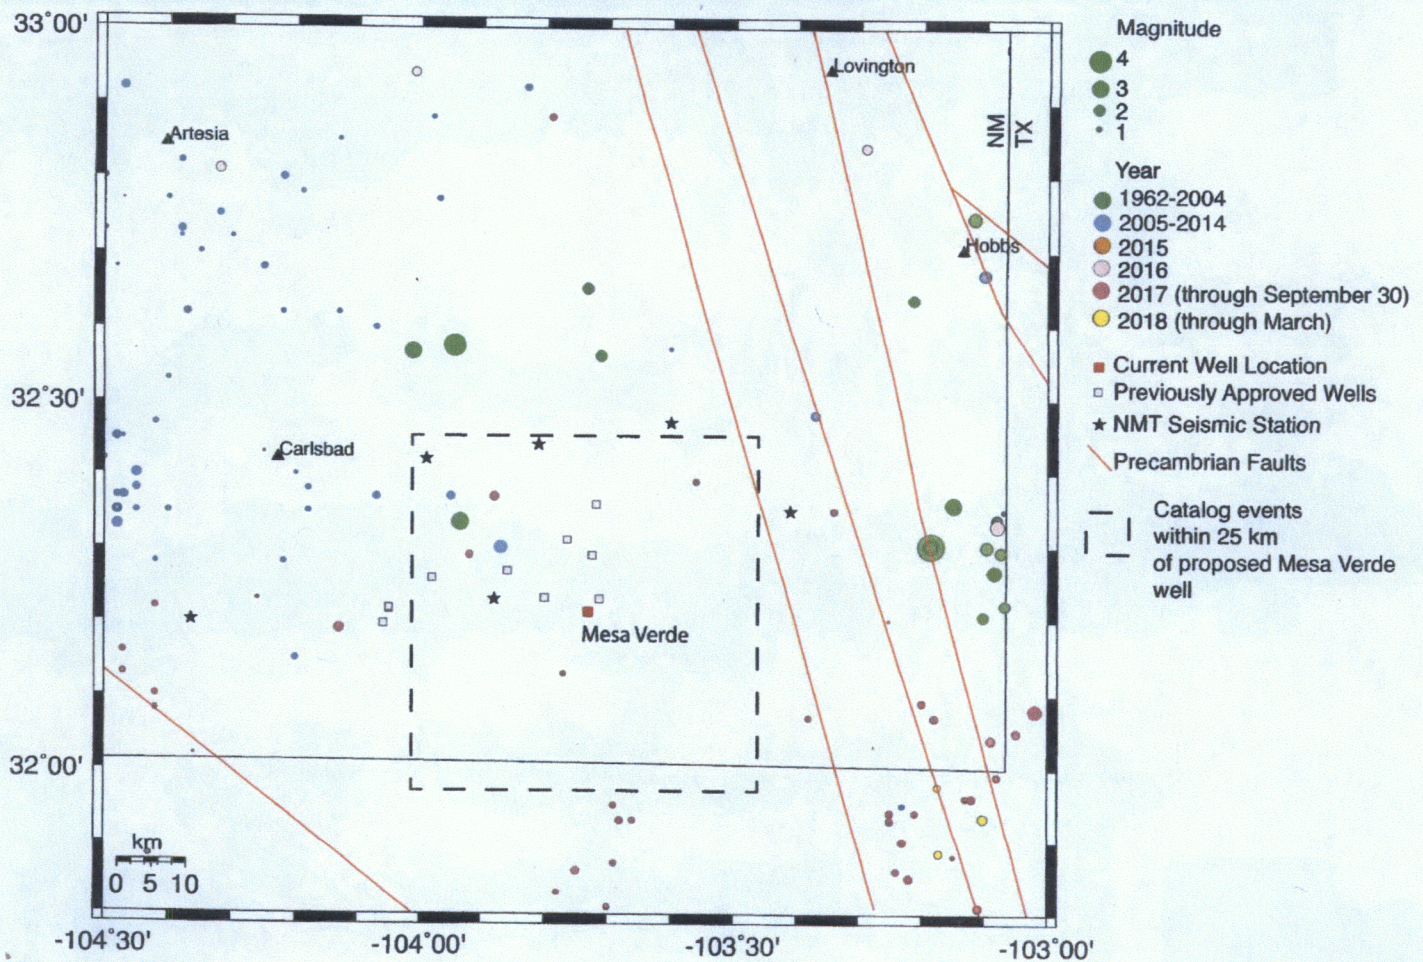 33°00'
32°30'
32°00'
-104°30'
-104°00'
-103°30'
-103°00'
Artesia
Lovington
Hobbs
Carlsbad
Mesa Verde
NM
TX
km
0 5 10
Magnitude
4
3
2
1
Year
1962-2004
2005-2014
2015
2016
2017 (through September 30)
2018 (through March)
Current Well Location
Previously Approved Wells
NMT Seismic Station
Precambrian Faults
Catalog events
within 25 km
of proposed Mesa Verde
well